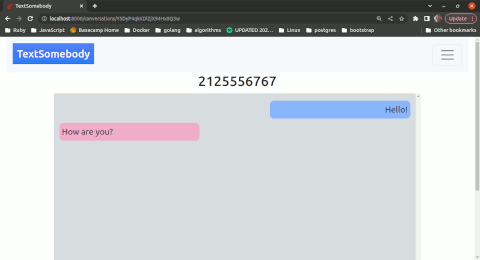 TextSomebody
localhost:8000/conversations/
Update
Ruby
JavaScript
Basecamp Home
Docker
golang
algorithms
UPDATED 202...
Linux
postgres
bootstrap
Other bookmarks
TextSomebody
2125556767
Hello!
How are you?